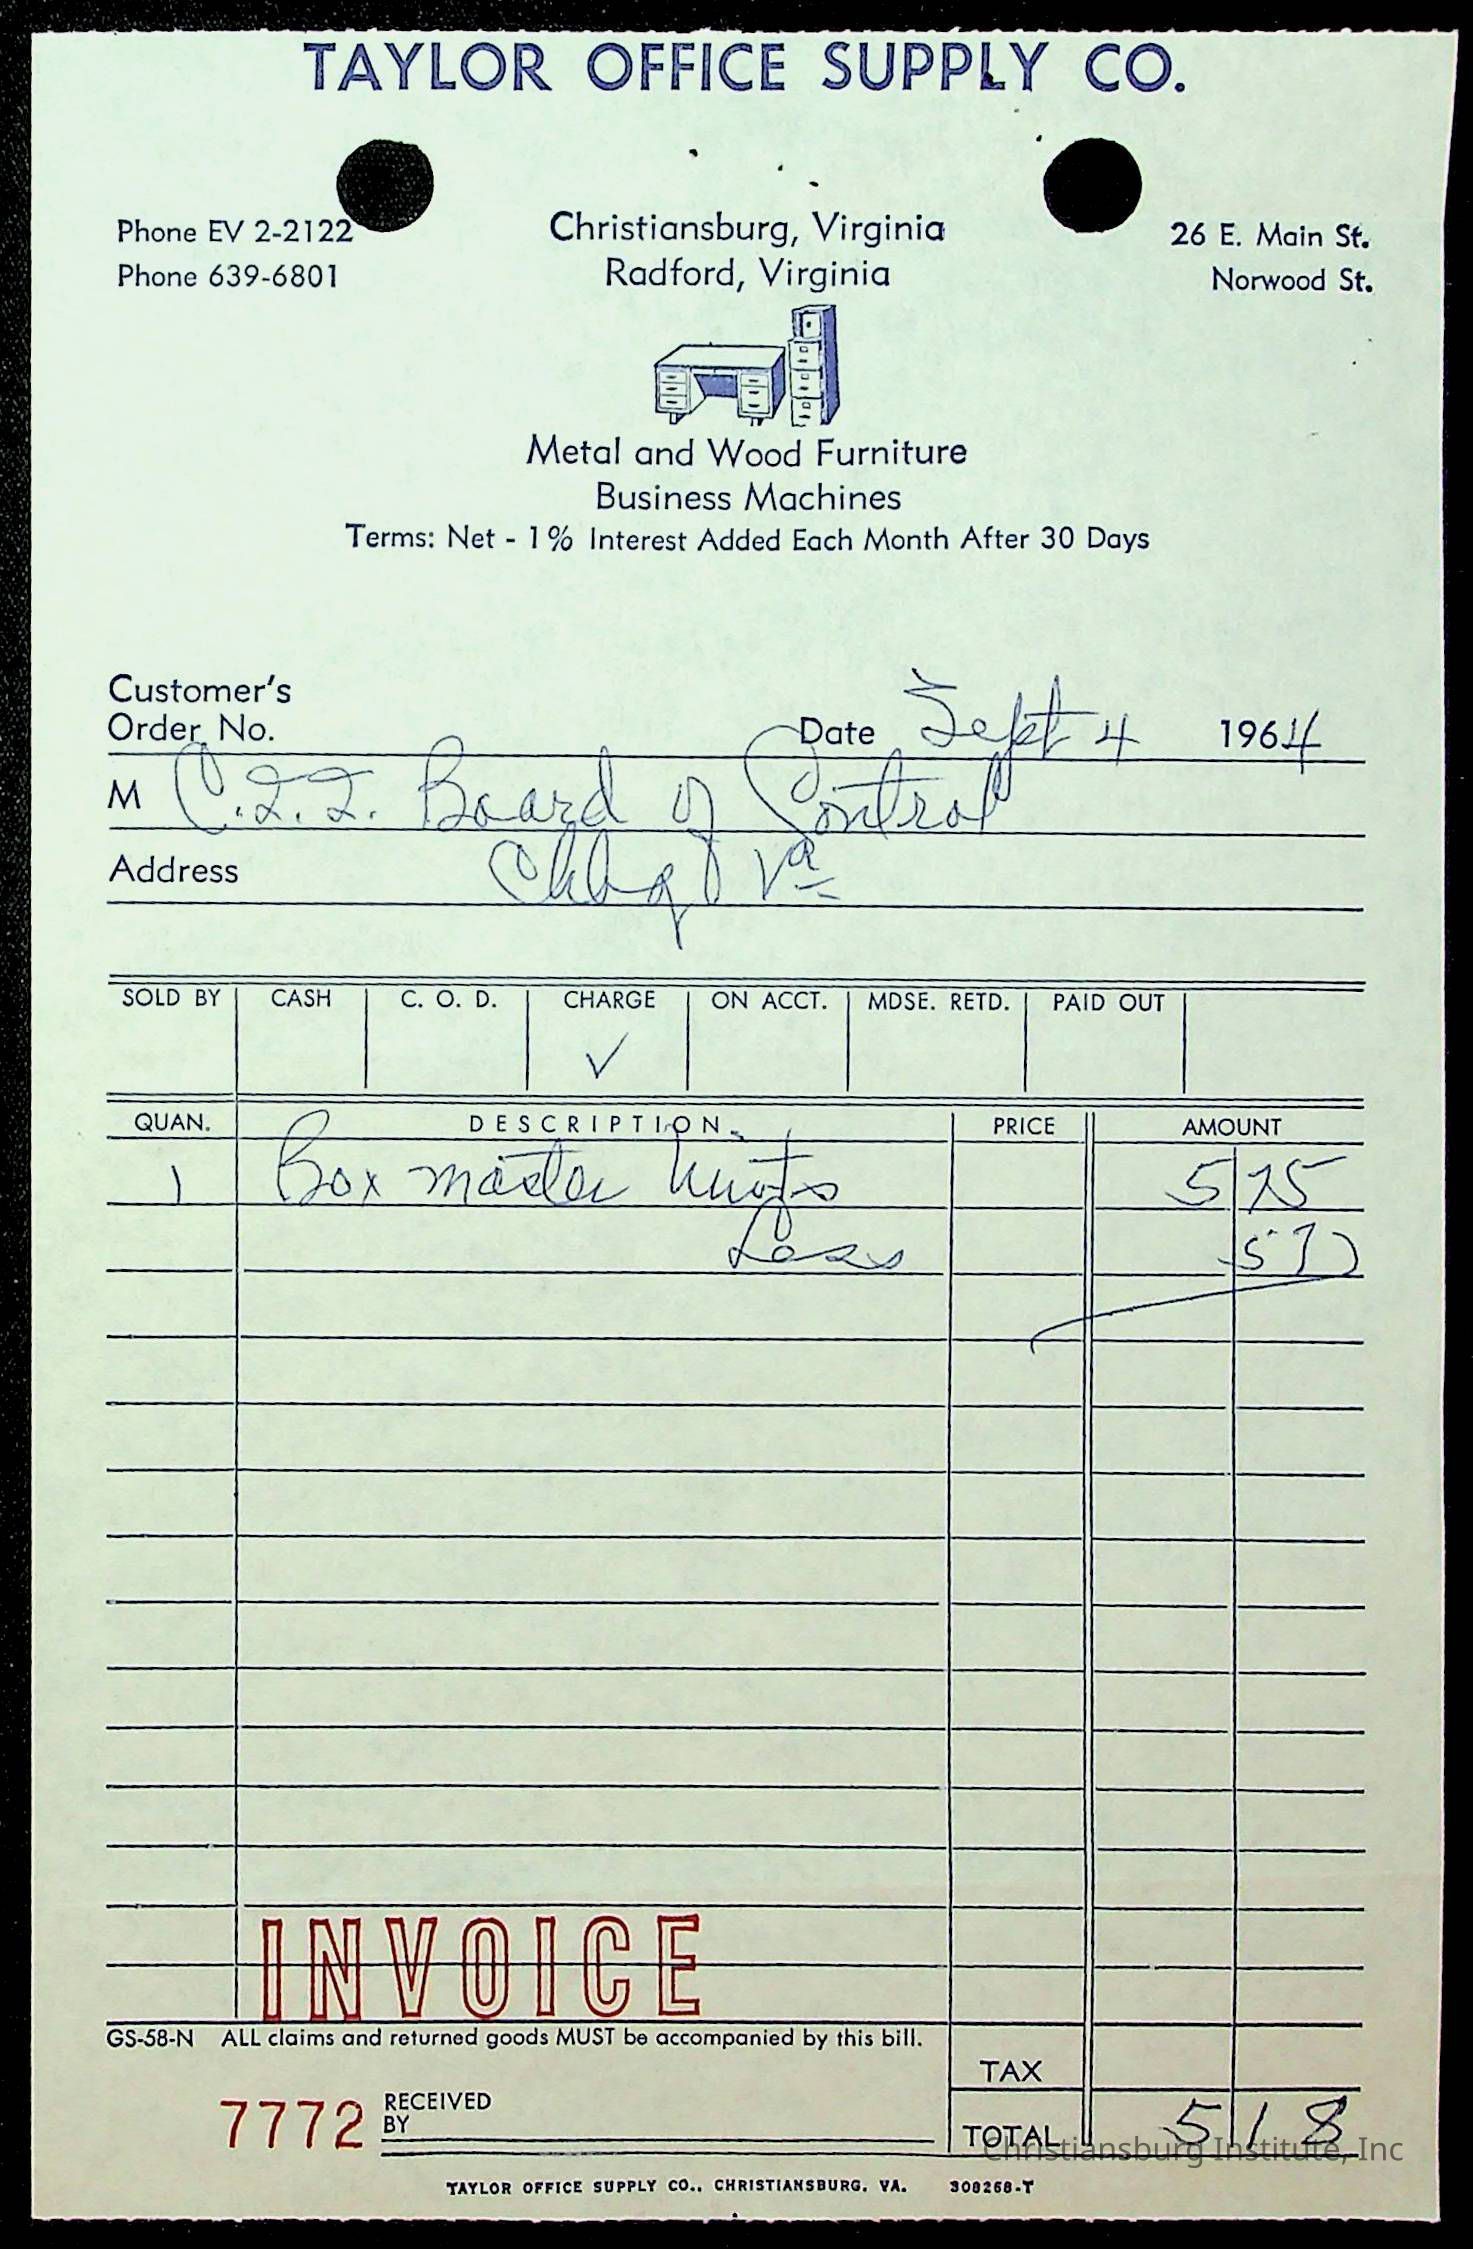 TAYLOR OFFICE SUPPLY CO.
Phone EV 2-2122 Christiansburg, Virginia 26 E. Main St.
Phone 639-6801 Radford, Virginia Norwood St.
Metal and Wood Furniture
Business Machines
Terms: Net - 1% Interest Added Each Month After 30 Days
Customer's
Order No. Date Sept 4 1964
M C.I.I. Board of Control
Address Chbg Va
SOLD BY CASH C. O. D. CHARGE ON ACCT. MDSE. RETD. PAID OUT
✓
QUAN. DESCRIPTION PRICE AMOUNT
1 Box master 5 75
Less 57
INVOICE
GS-58-N ALL claims and returned goods MUST be accompanied by this bill.
TAX
7772 RECEIVED BY
TOTAL 5 18
Christiansburg Institute, Inc
TAYLOR OFFICE SUPPLY CO., CHRISTIANSBURG, VA. 308268-T